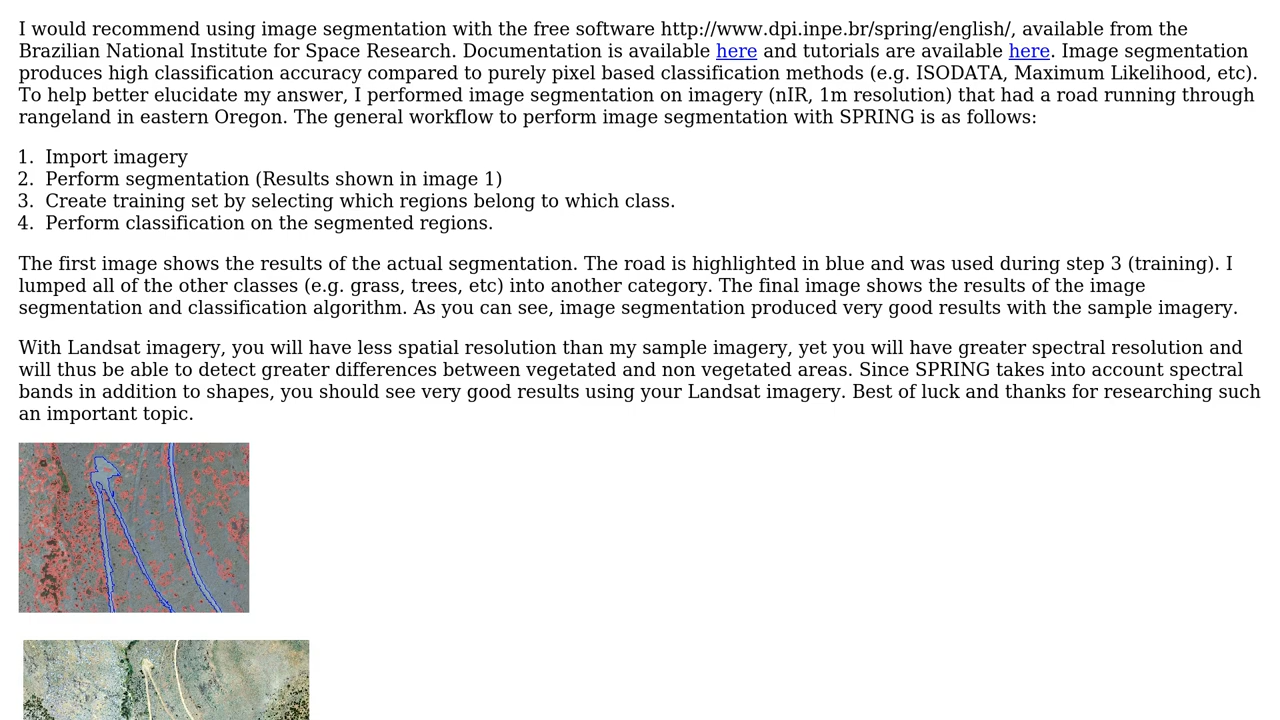 I would recommend using image segmentation with the free software http://www.dpi.inpe.br/spring/english/, available from the
Brazilian National Institute for Space Research. Documentation is available here and tutorials are available here. Image segmentation
produces high classification accuracy compared to purely pixel based classification methods (e.g. ISODATA, Maximum Likelihood, etc).
To help better elucidate my answer, I performed image segmentation on imagery (nIR, 1m resolution) that had a road running through
rangeland in eastern Oregon. The general workflow to perform image segmentation with SPRING is as follows:
1. Import imagery
2. Perform segmentation (Results shown in image 1)
3. Create training set by selecting which regions belong to which class.
4. Perform classification on the segmented regions.
The first image shows the results of the actual segmentation. The road is highlighted in blue and was used during step 3 (training). I
lumped all of the other classes (e.g. grass, trees, etc) into another category. The final image shows the results of the image
segmentation and classification algorithm. As you can see, image segmentation produced very good results with the sample imagery.
With Landsat imagery, you will have less spatial resolution than my sample imagery, yet you will have greater spectral resolution and
will thus be able to detect greater differences between vegetated and non vegetated areas. Since SPRING takes into account spectral
bands in addition to shapes, you should see very good results using your Landsat imagery. Best of luck and thanks for researching such
an important topic.